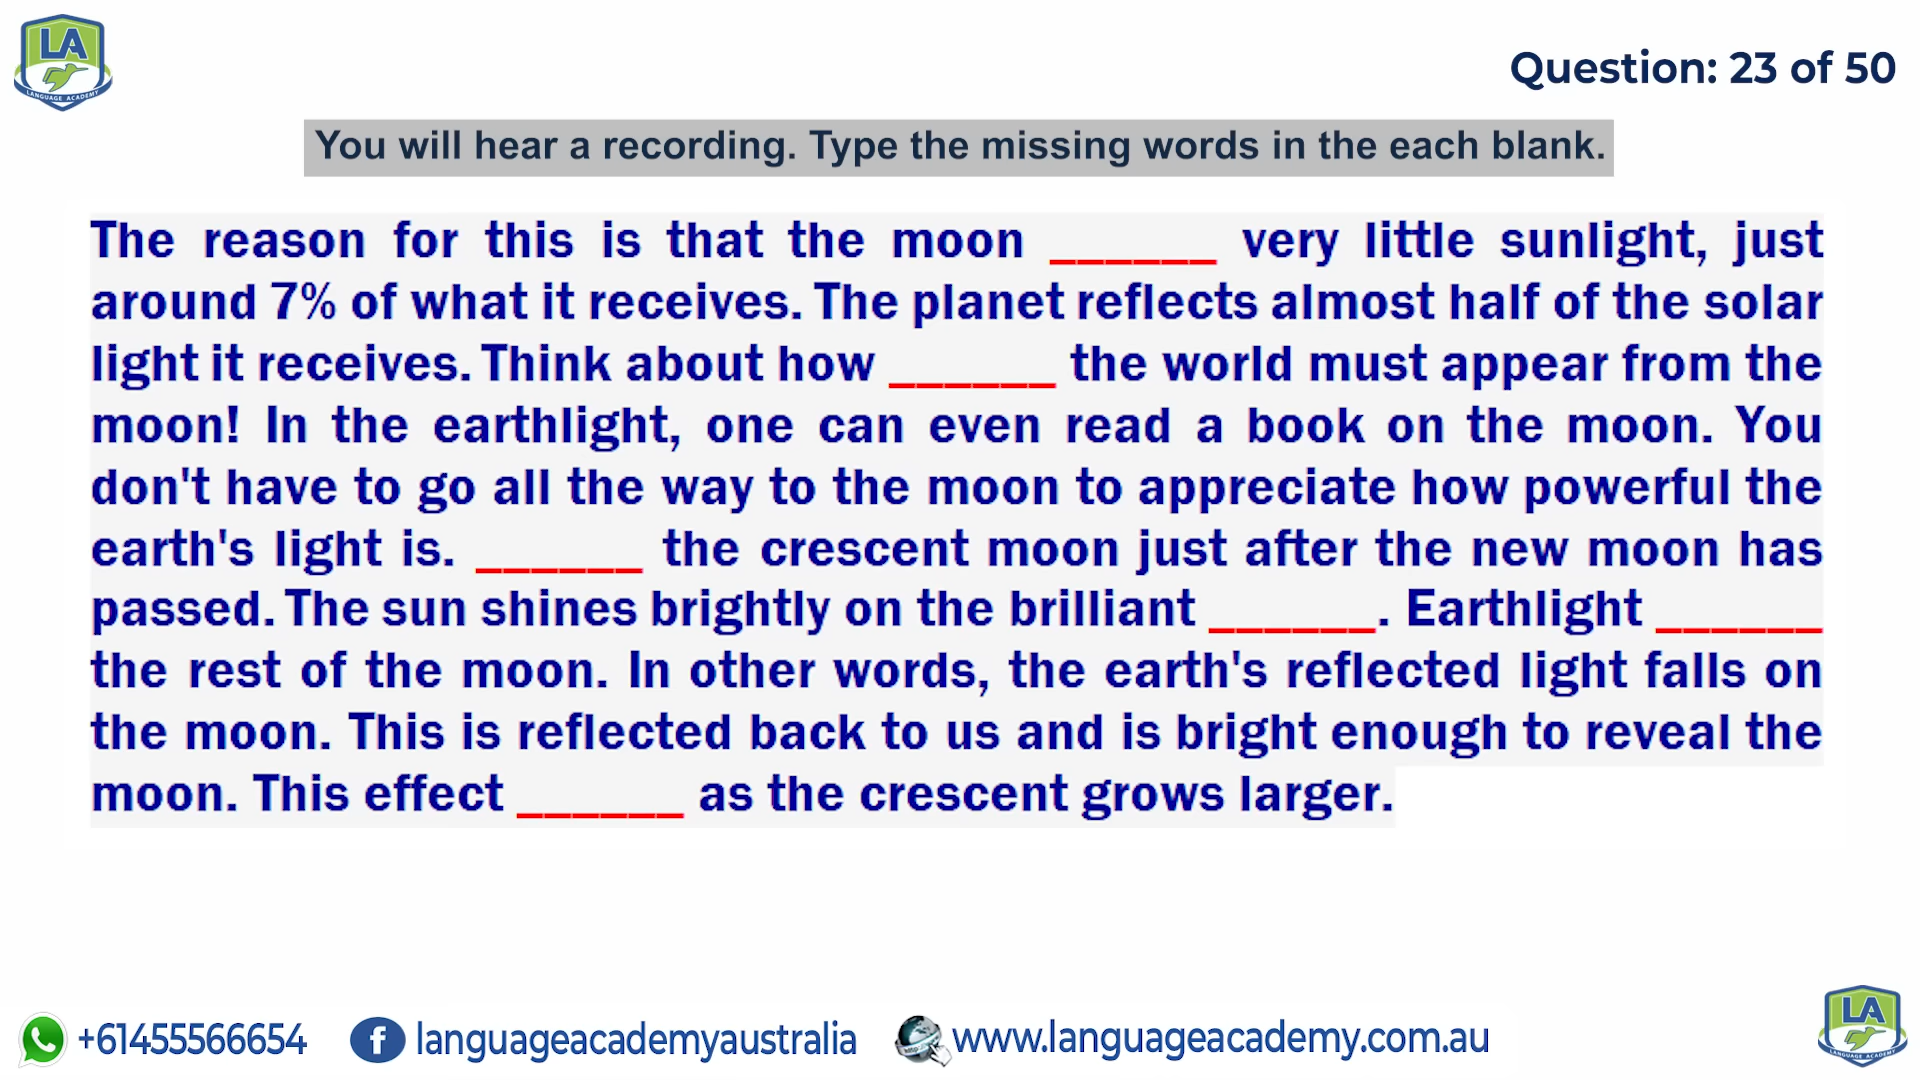 LA
LANGUAGE ACADEMY
Question: 23 of 50
You will hear a recording. Type the missing words in the each blank.
The reason for this is that the moon ______ very little sunlight, just
around 7% of what it receives. The planet reflects almost half of the solar
light it receives. Think about how ______ the world must appear from the
moon! In the earthlight, one can even read a book on the moon. You
don't have to go all the way to the moon to appreciate how powerful the
earth's light is. ______ the crescent moon just after the new moon has
passed. The sun shines brightly on the brilliant ______. Earthlight ______
the rest of the moon. In other words, the earth's reflected light falls on
the moon. This is reflected back to us and is bright enough to reveal the
moon. This effect ______ as the crescent grows larger.
+61455566654 languageacademyaustralia www.languageacademy.com.au
LA
LANGUAGE ACADEMY